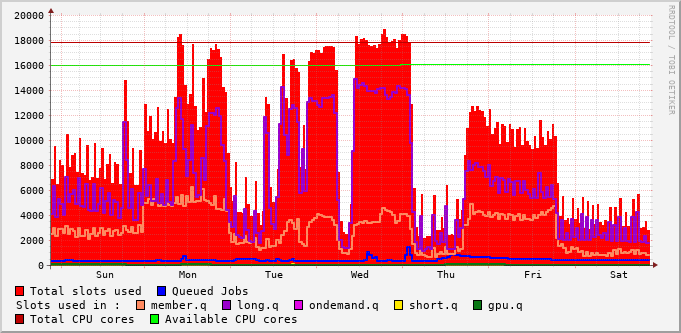 20000
18000
16000
14000
12000
10000
8000
6000
4000
2000
0
Sun Mon Tue Wed Thu Fri Sat
RRDTOOL / TOBI OETIKER
Total slots used Queued Jobs
Slots used in : member.q long.q ondemand.q short.q gpu.q
Total CPU cores Available CPU cores